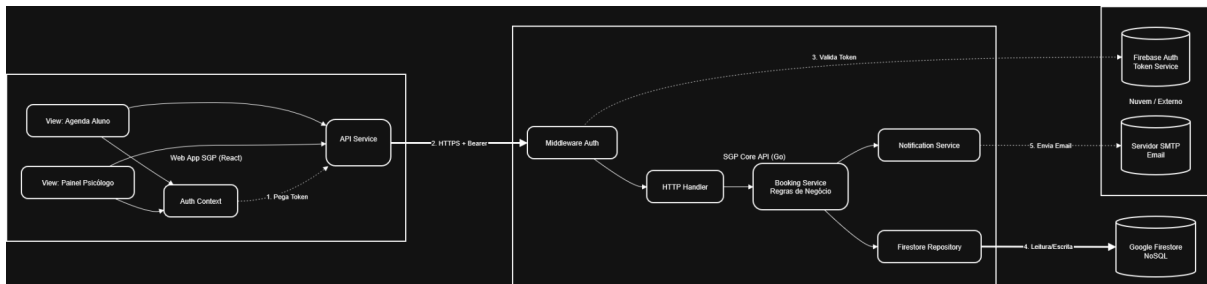 View: Agenda Aluno
View: Painel Psicólogo
Web App SGP (React)
Auth Context
1. Pega Token
API Service
2. HTTPS + Bearer
Middleware Auth
HTTP Handler
SGP Core API (Go)
Booking Service
Regras de Negócio
Notification Service
Firestore Repository
3. Valida Token
5. Envia Email
4. Leitura/Escrita
Firebase Auth
Token Service
Nuvem / Externo
Servidor SMTP
Email
Google Firestore
NoSQL